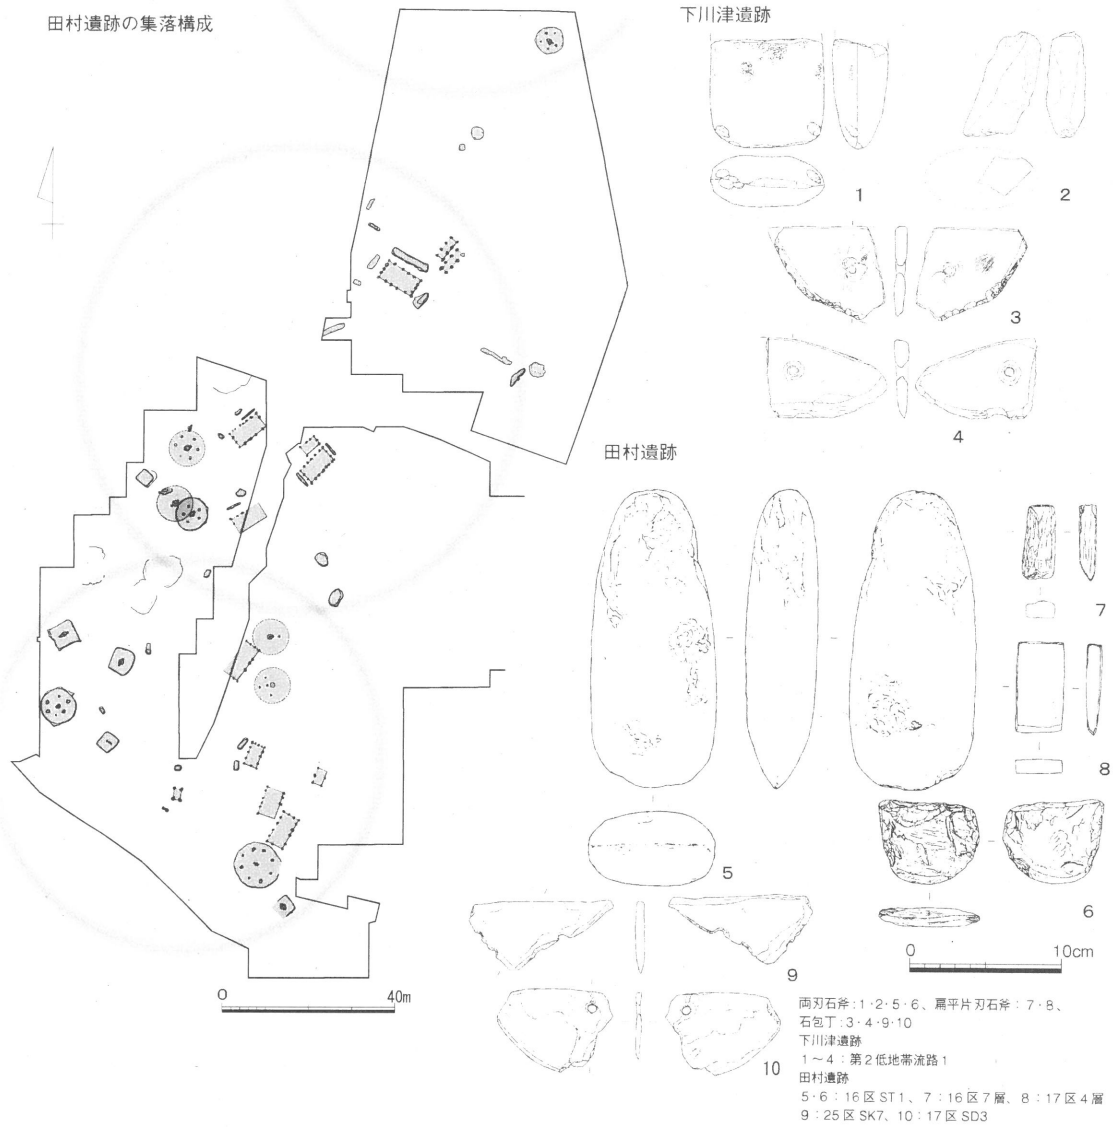 田村遺跡の集落構成
0
40m
下川津遺跡
1
2
3
4
田村遺跡
5
7
8
6
0
10cm
9
10
両刃石斧:1・2・5・6、扁平片刃石斧:7・8、
石包丁:3・4・9・10
下川津遺跡
1~4:第2低地帯流路1
田村遺跡
5・6:16区ST1、7:16区7層、8:17区4層
9:25区SK7、10:17区SD3